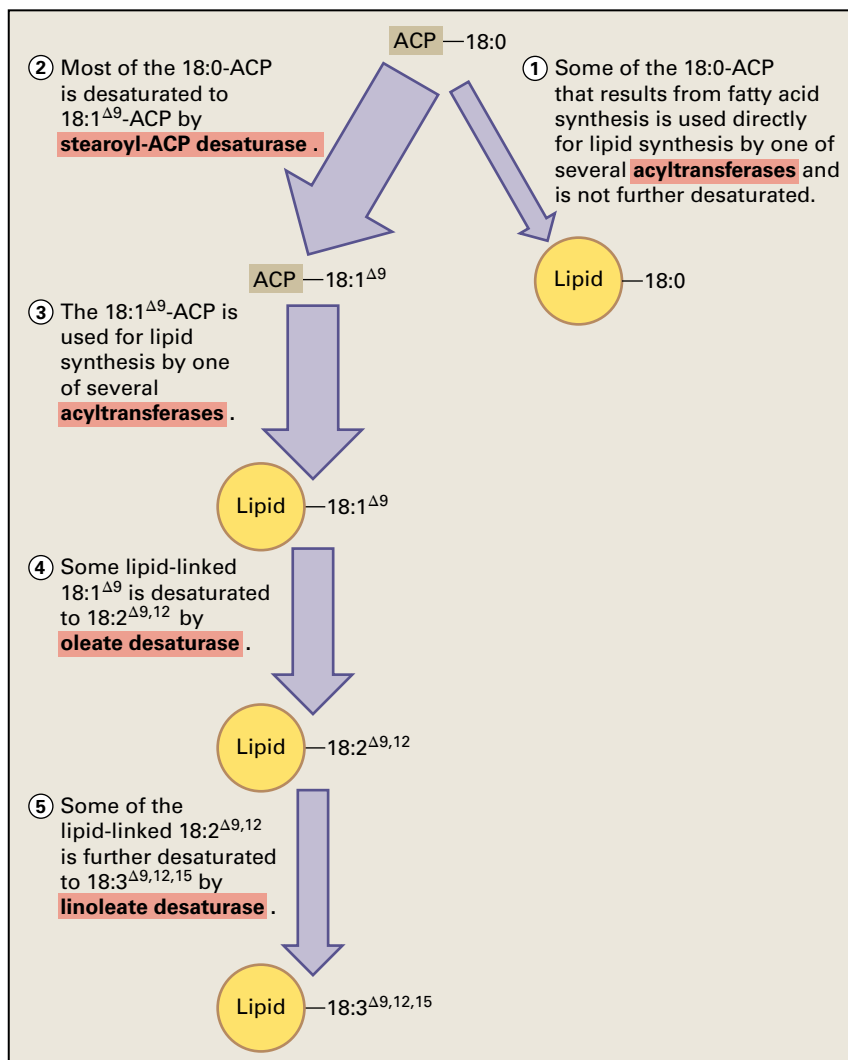 ACP —18:0
② Most of the 18:0-ACP
is desaturated to
18:1^Δ9-ACP by
stearoyl-ACP desaturase .
① Some of the 18:0-ACP
that results from fatty acid
synthesis is used directly
for lipid synthesis by one of
several acyltransferases and
is not further desaturated.
ACP —18:1^Δ9
Lipid —18:0
③ The 18:1^Δ9-ACP is
used for lipid
synthesis by one
of several
acyltransferases .
Lipid —18:1^Δ9
④ Some lipid-linked
18:1^Δ9 is desaturated
to 18:2^Δ9,12 by
oleate desaturase .
Lipid —18:2^Δ9,12
⑤ Some of the
lipid-linked 18:2^Δ9,12
is further desaturated
to 18:3^Δ9,12,15 by
linoleate desaturase .
Lipid —18:3^Δ9,12,15